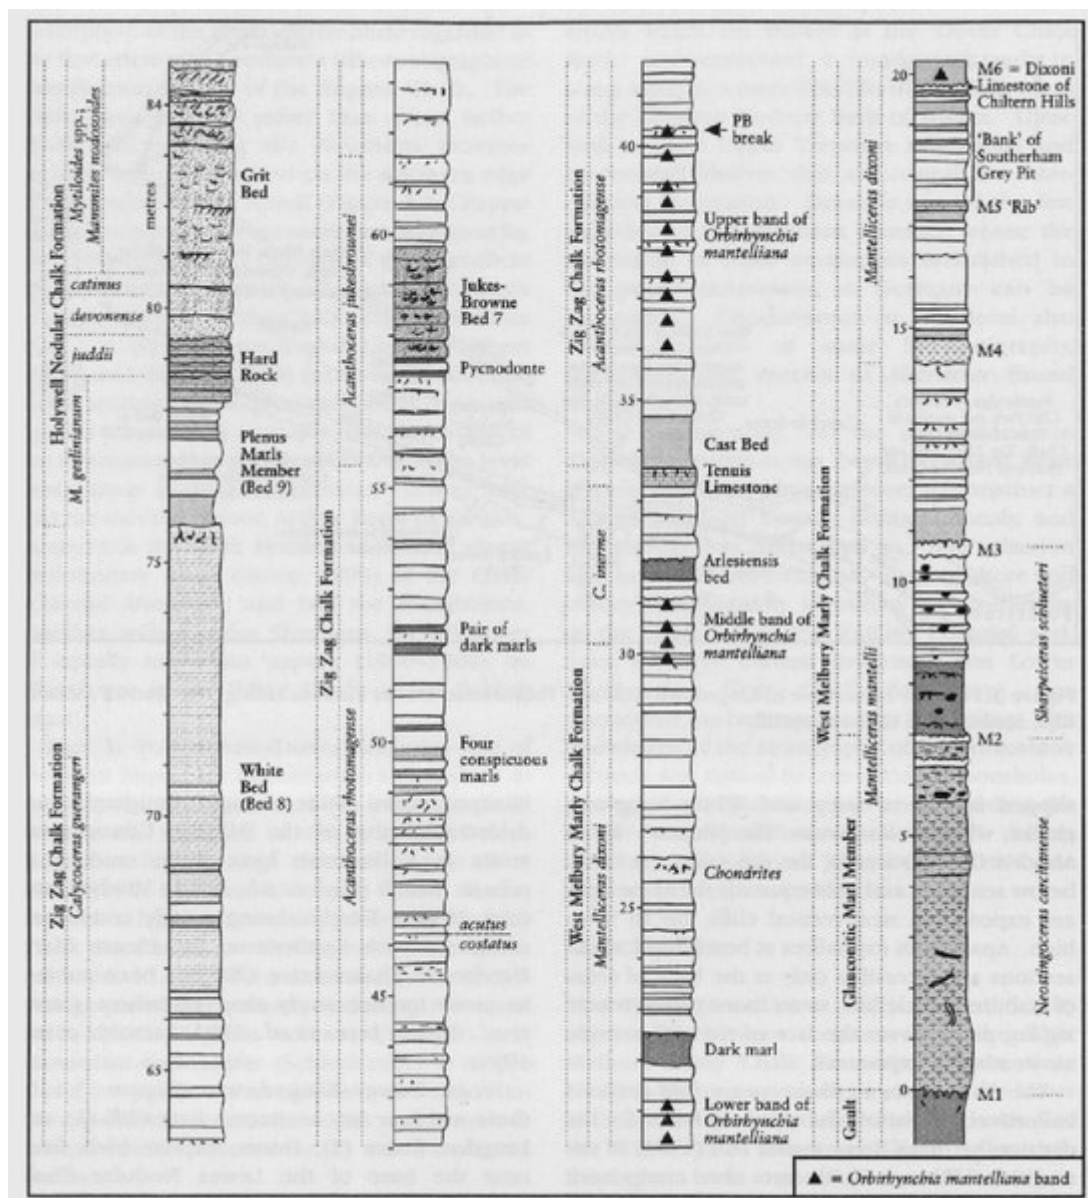 Holywell Nodular Chalk Formation
Zig Zag Chalk Formation
Mytiloides spp.,
Mammites nodosoides
catinus
devonense
juddii
M. geslinianum
Calycoceras guerangeri
metres
84
80
75
70
65
Grit
Bed
Hard
Rock
Plenus
Marls
Member
(Bed 9)
White
Bed
(Bed 8)
Zig Zag Chalk Formation
Acanthoceras jukesbrownei
Acanthoceras rhotomagense
60
55
50
45
Jukes-
Browne
Bed 7
Pycnodonte
Pair of
dark marls
Four
conspicuous
marls
acutus
costatus
Zig Zag Chalk Formation
West Melbury Marly Chalk Formation
Acanthoceras rhotomagense
C. inerme
Mantelliceras dixoni
40
35
30
25
PB
break
Upper band of
Orbirhynchia
mantelliana
Cast Bed
Tenuis
Limestone
Arlesiensis
bed
Middle band of
Orbirhynchia
mantelliana
Chondrites
Dark marl
Lower band of
Orbirhynchia
mantelliana
West Melbury Marly Chalk Formation
Glauconitic Marl Member
Gault
Mantelliceras dixoni
Mantelliceras mantelli
20
15
10
5
0
M6 = Dixoni
Limestone of
Chiltern Hills
'Bank' of
Southerham
Grey Pit
M5 'Rib'
M4
M3
M2
M1
Sharpeiceras schlueteri
Neostlingoceras carcitanense
▲ = Orbirhynchia mantelliana band